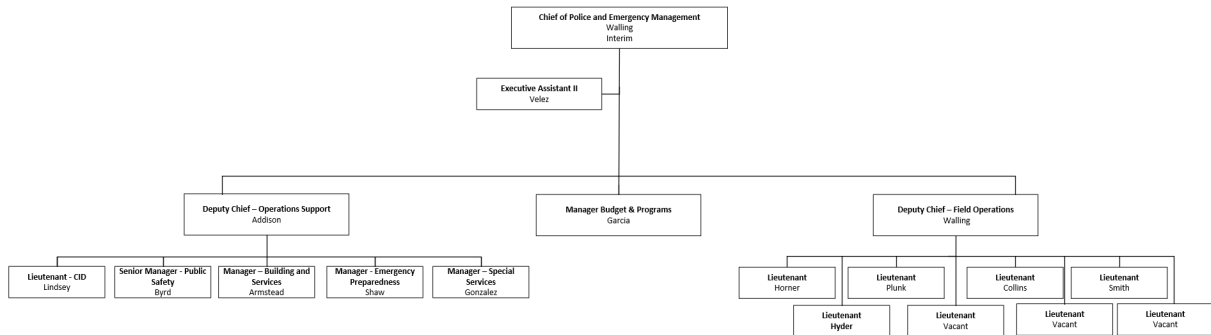 Chief of Police and Emergency Management
Walling
Interim
Executive Assistant II
Velez
Deputy Chief – Operations Support
Addison
Manager Budget & Programs
Garcia
Deputy Chief – Field Operations
Walling
Lieutenant - CID
Lindsey
Senior Manager - Public
Safety
Byrd
Manager – Building and
Services
Armstead
Manager - Emergency
Preparedness
Shaw
Manager – Special
Services
Gonzalez
Lieutenant
Horner
Lieutenant
Plunk
Lieutenant
Collins
Lieutenant
Smith
Lieutenant
Hyder
Lieutenant
Vacant
Lieutenant
Vacant
Lieutenant
Vacant